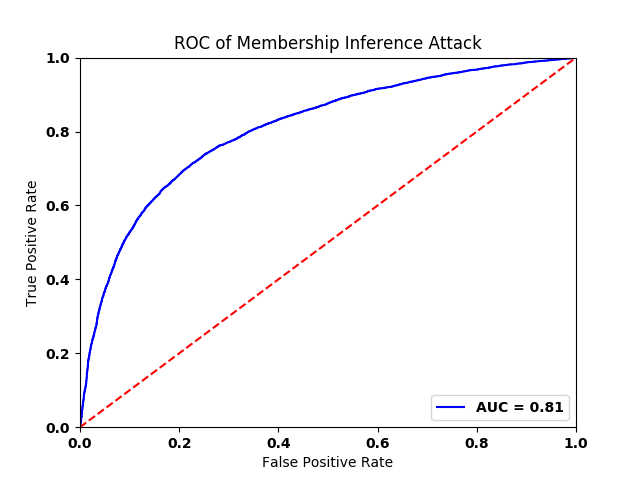 ROC of Membership Inference Attack
True Positive Rate
1.0
0.8
0.6
0.4
0.2
0.0
AUC = 0.81
0.0 0.2 0.4 0.6 0.8 1.0
False Positive Rate